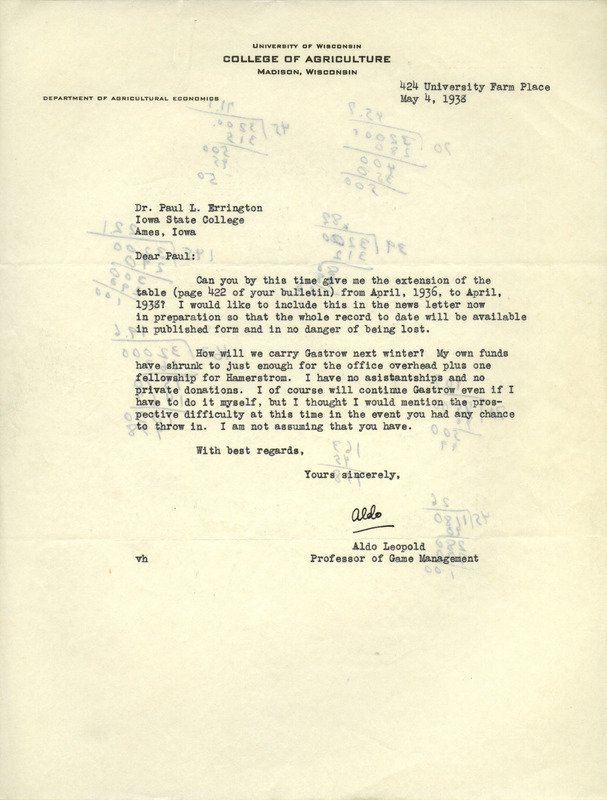 UNIVERSITY OF WISCONSIN
COLLEGE OF AGRICULTURE
MADISON, WISCONSIN
424 University Farm Place
DEPARTMENT OF AGRICULTURAL ECONOMICS
May 4, 1938
Dr. Paul L. Errington
Iowa State College
Ames, Iowa
Dear Paul:
Can you by this time give me the extension of the
table (page 422 of your bulletin) from April, 1936, to April,
1938? I would like to include this in the news letter now
in preparation so that the whole record to date will be available
in published form and in no danger of being lost.
How will we carry Gastrow next winter? My own funds
have shrunk to just enough for the office overhead plus one
fellowship for Hamerstrom. I have no asistantships and no
private donations. I of course will continue Gastrow even if I
have to do it myself, but I thought I would mention the pros-
pective difficulty at this time in the event you had any chance
to throw in. I am not assuming that you have.
With best regards,
Yours sincerely,
Aldo
Aldo Leopold
vh Professor of Game Management